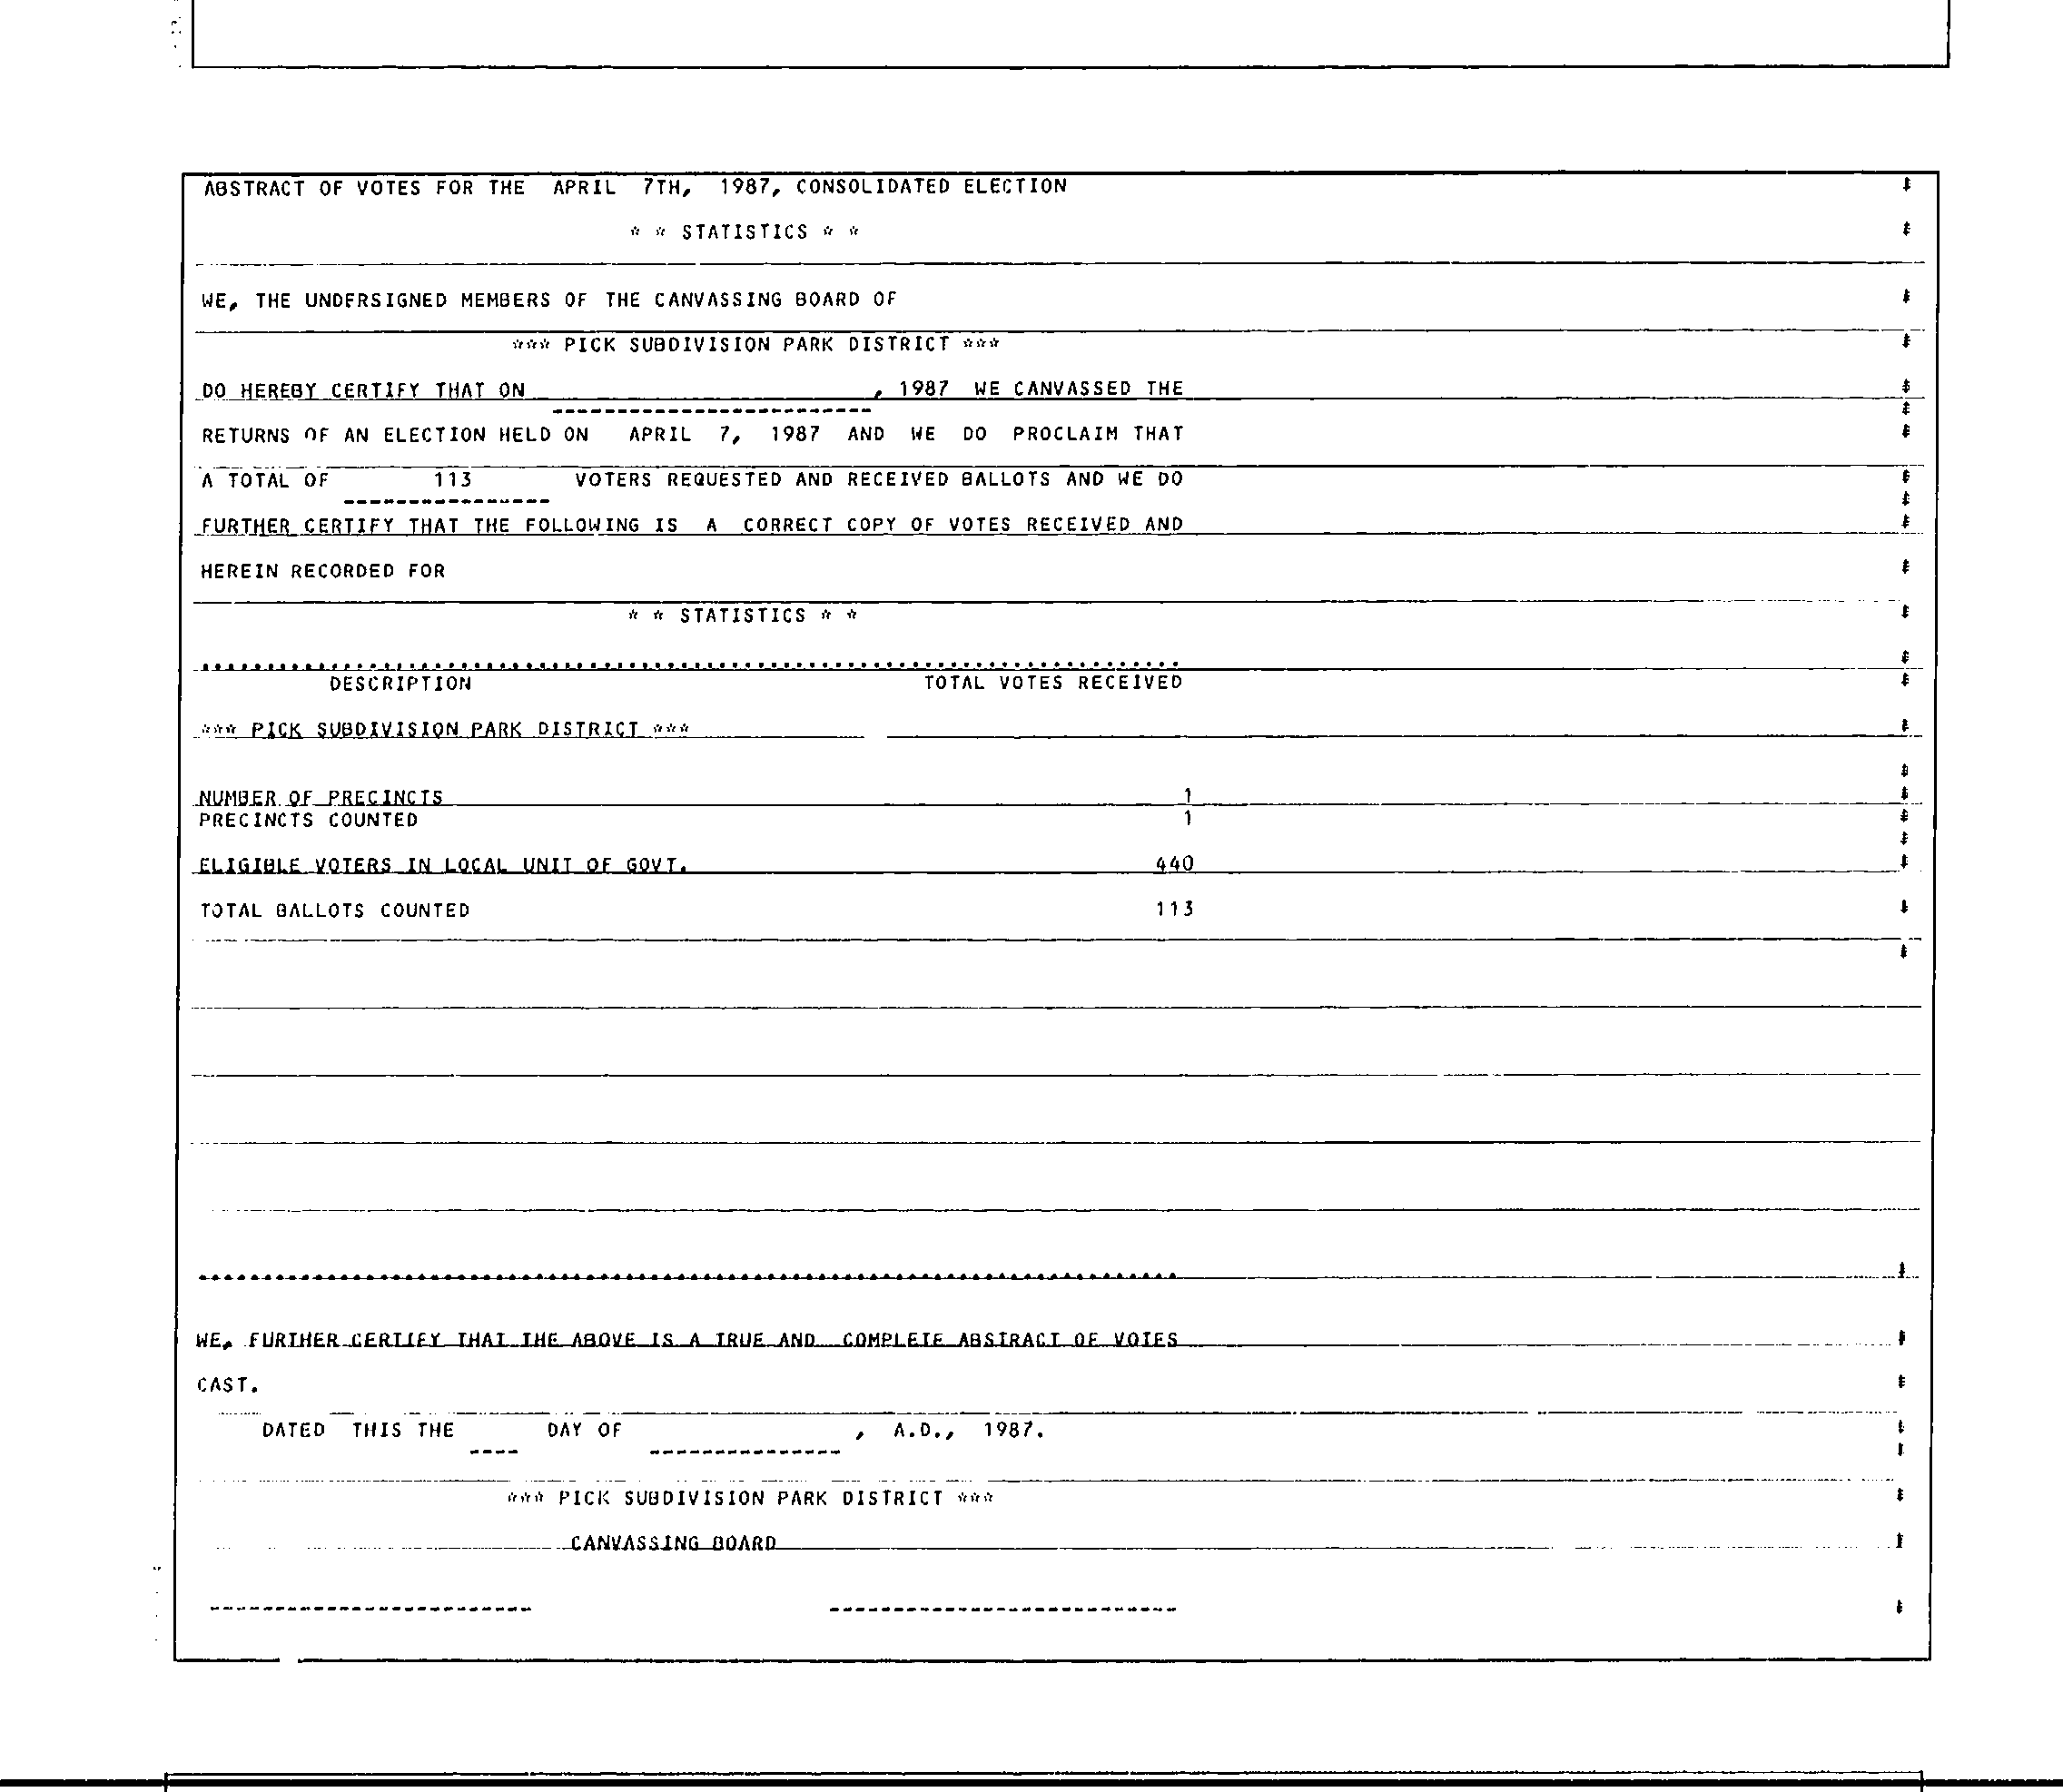 ABSTRACT OF VOTES FOR THE APRIL 7TH, 1987, CONSOLIDATED ELECTION
* * STATISTICS * *
WE, THE UNDERSIGNED MEMBERS OF THE CANVASSING BOARD OF
*** PICK SUBDIVISION PARK DISTRICT ***
DO HEREBY CERTIFY THAT ON , 1987 WE CANVASSED THE
RETURNS OF AN ELECTION HELD ON APRIL 7, 1987 AND WE DO PROCLAIM THAT
A TOTAL OF 113 VOTERS REQUESTED AND RECEIVED BALLOTS AND WE DO
FURTHER CERTIFY THAT THE FOLLOWING IS A CORRECT COPY OF VOTES RECEIVED AND
HEREIN RECORDED FOR
* * STATISTICS * *
DESCRIPTION TOTAL VOTES RECEIVED
*** PICK SUBDIVISION PARK DISTRICT ***
NUMBER OF PRECINCTS 1
PRECINCTS COUNTED 1
ELIGIBLE VOTERS IN LOCAL UNIT OF GOVT. 440
TOTAL BALLOTS COUNTED 113
WE, FURTHER CERTIFY THAT THE ABOVE IS A TRUE AND COMPLETE ABSTRACT OF VOTES
CAST.
DATED THIS THE ---- DAY OF ---------------, A.D., 1987.
*** PICK SUBDIVISION PARK DISTRICT ***
CANVASSING BOARD